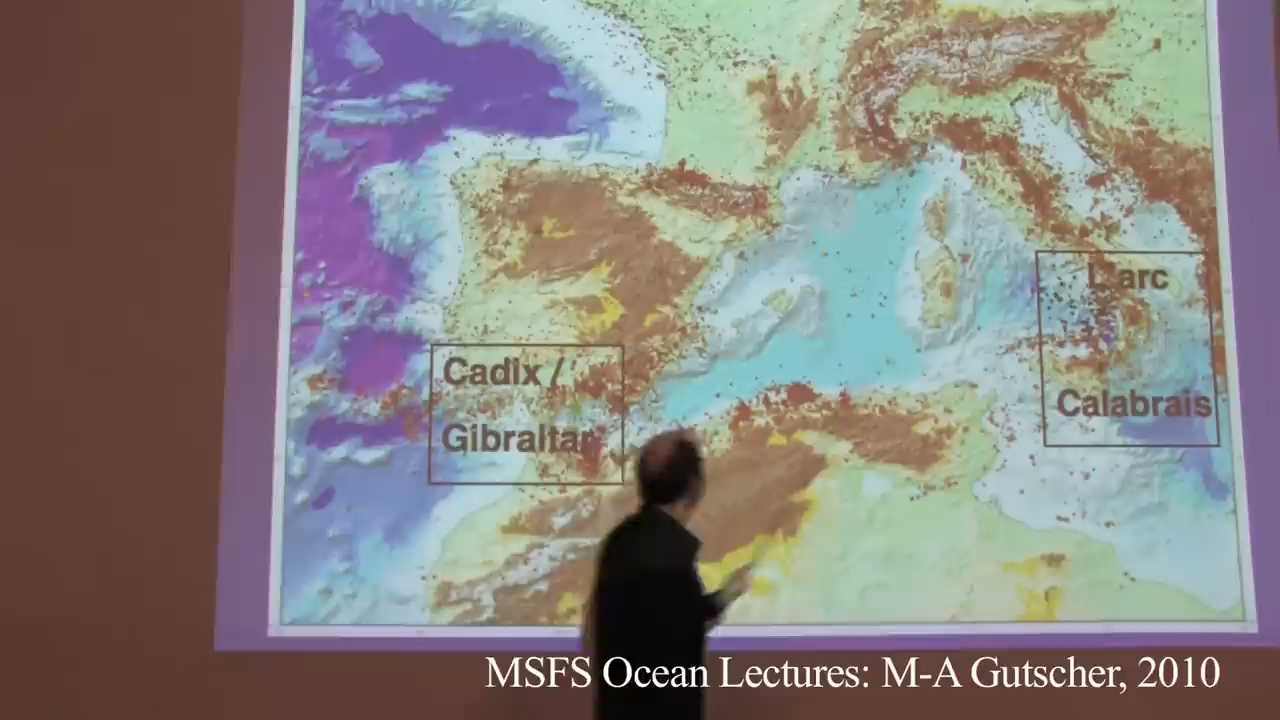 L'arc
Cadix /
Gibraltar
Calabrais
MSFS Ocean Lectures: M-A Gutscher, 2010